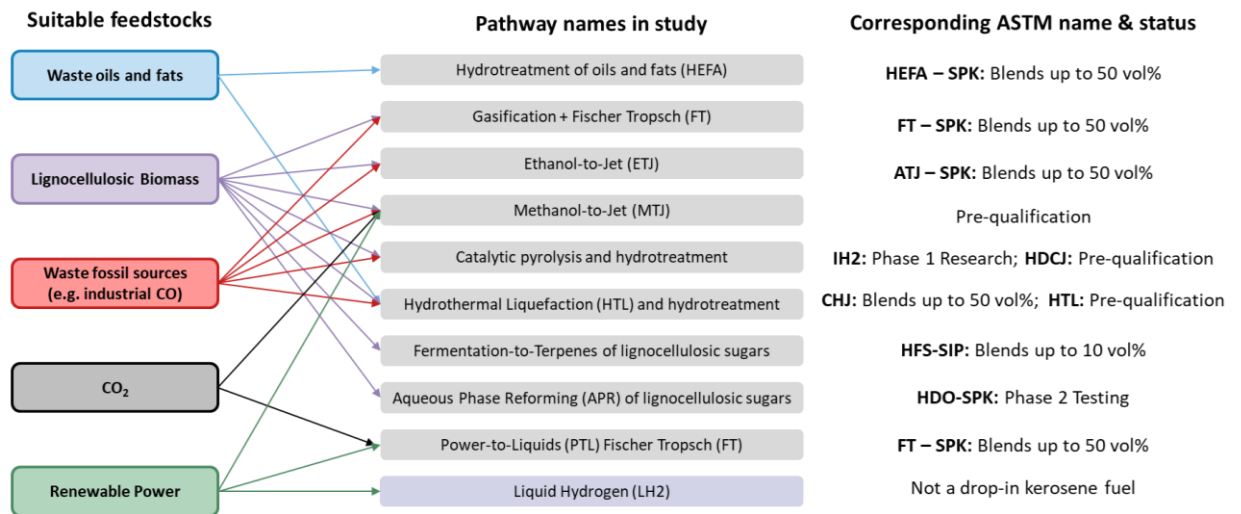 Suitable feedstocks
Pathway names in study
Corresponding ASTM name & status
Waste oils and fats
Hydrotreatment of oils and fats (HEFA)
HEFA – SPK: Blends up to 50 vol%
Gasification + Fischer Tropsch (FT)
FT – SPK: Blends up to 50 vol%
Lignocellulosic Biomass
Ethanol-to-Jet (ETJ)
ATJ – SPK: Blends up to 50 vol%
Methanol-to-Jet (MTJ)
Pre-qualification
Waste fossil sources
(e.g. industrial CO)
Catalytic pyrolysis and hydrotreatment
IH2: Phase 1 Research; HDCJ: Pre-qualification
Hydrothermal Liquefaction (HTL) and hydrotreatment
CHJ: Blends up to 50 vol%; HTL: Pre-qualification
Fermentation-to-Terpenes of lignocellulosic sugars
HFS-SIP: Blends up to 10 vol%
CO₂
Aqueous Phase Reforming (APR) of lignocellulosic sugars
HDO-SPK: Phase 2 Testing
Power-to-Liquids (PTL) Fischer Tropsch (FT)
FT – SPK: Blends up to 50 vol%
Renewable Power
Liquid Hydrogen (LH2)
Not a drop-in kerosene fuel